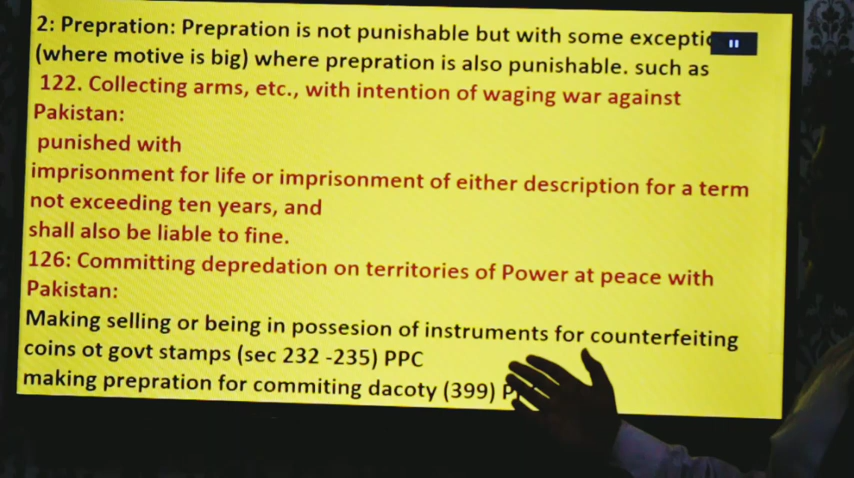 2: Prepration: Prepration is not punishable but with some
(where motive is big) where prepration is also punishable. such as
122. Collecting arms, etc., with intention of waging war against
Pakistan:
punished with
imprisonment for life or imprisonment of either description for a term
not exceeding ten years, and
shall also be liable to fine.
126: Committing depredation on territories of Power at peace with
Pakistan:
Making selling or being in possesion of instruments for counterfeiting
coins ot govt stamps (sec 232 -235) PPC
making prepration for commiting dacoty (399)